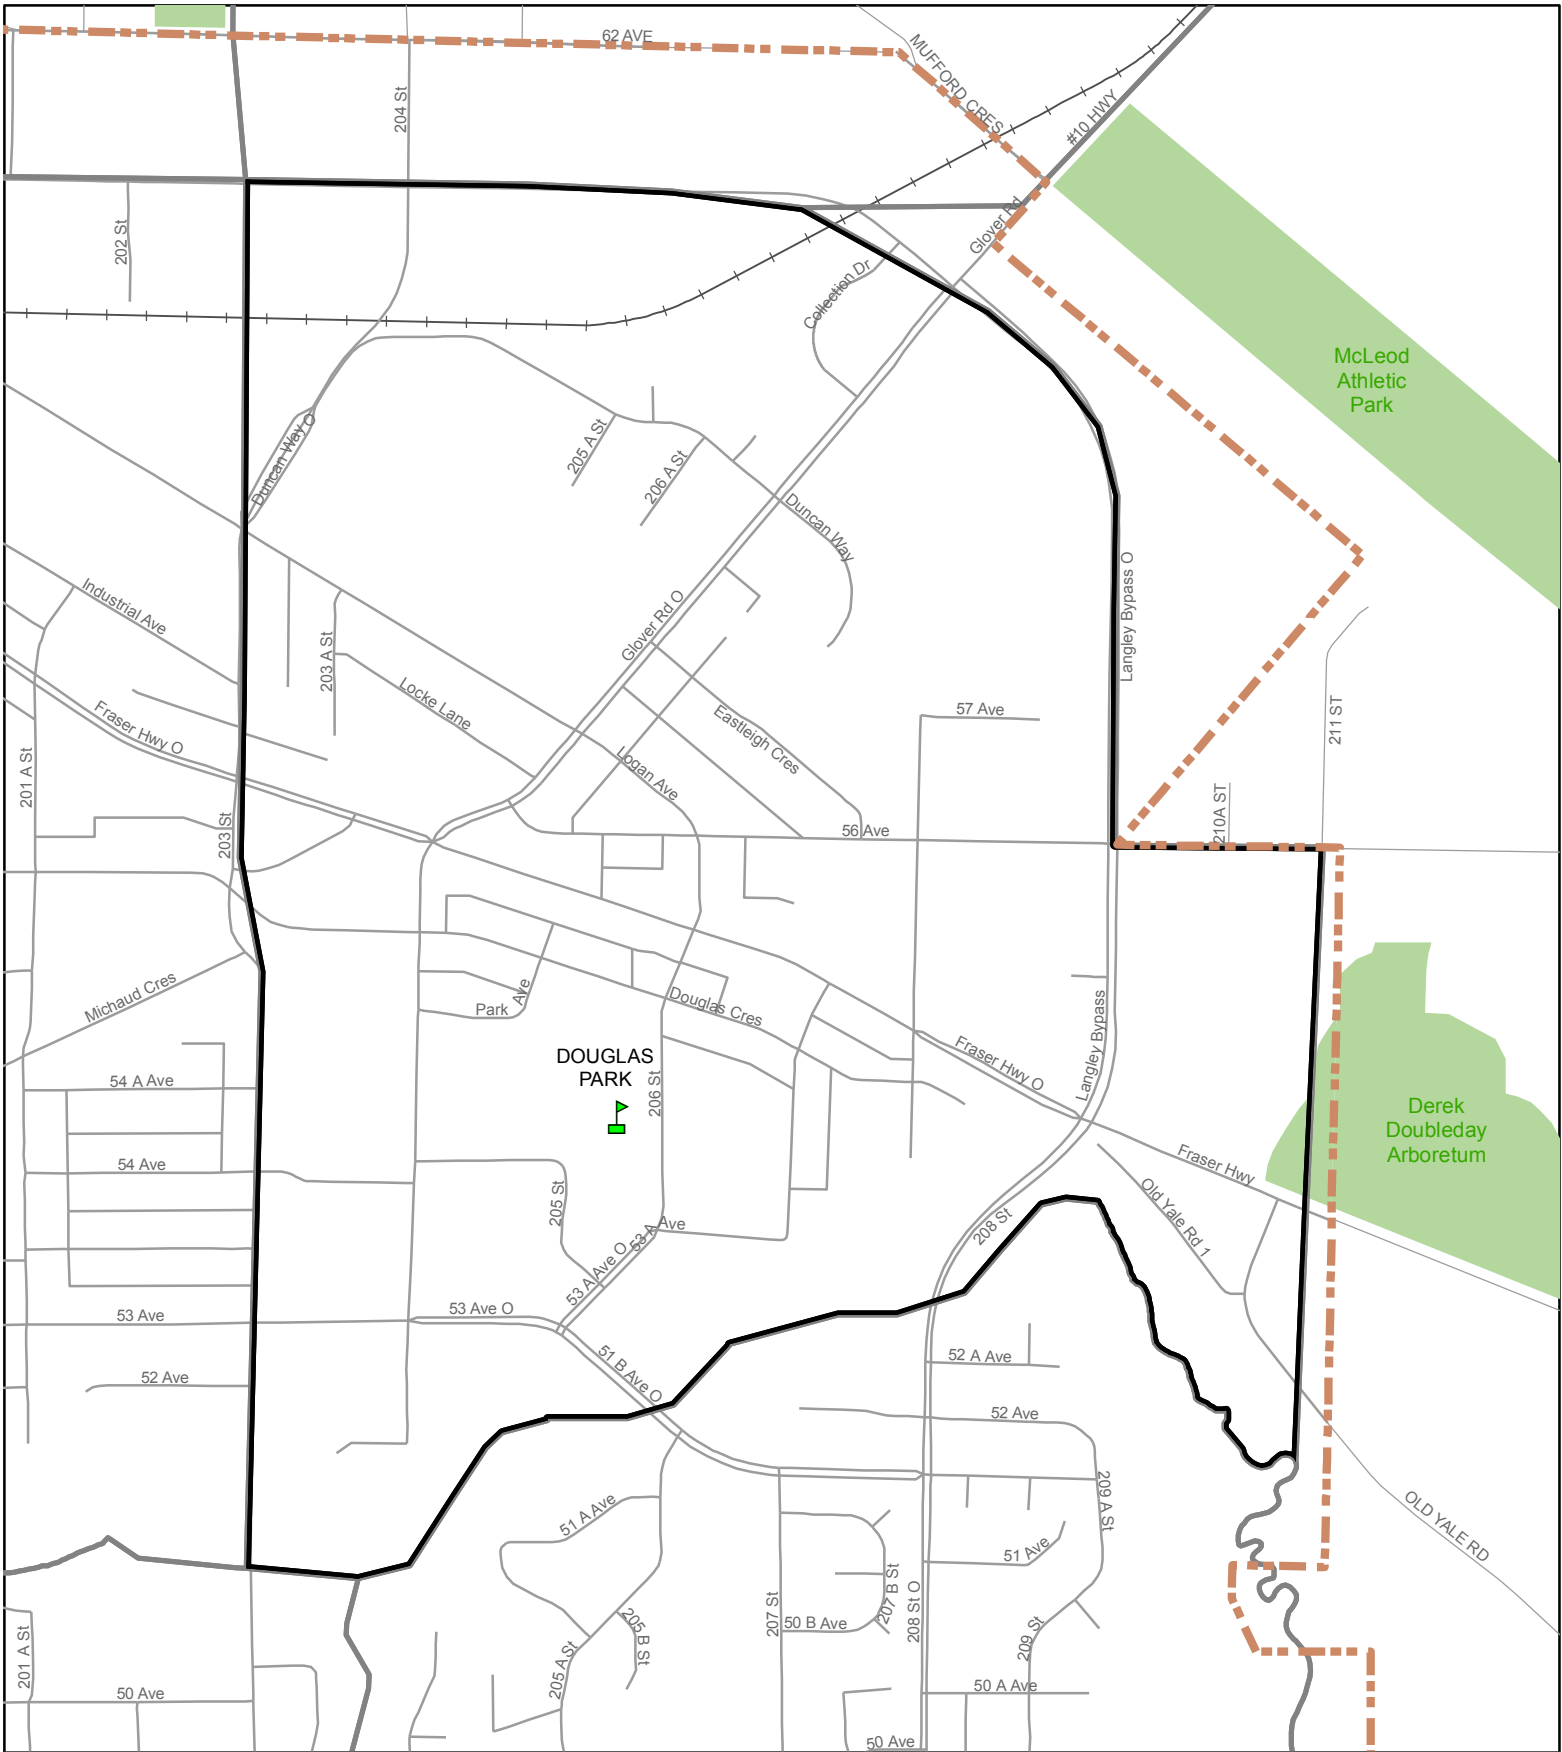 62 AVE
MUFFORD CRES
#10 HWY
204 St
202 St
Glover Rd
Collection Dr
McLeod
Athletic
Park
Duncan Way O
205 A St
206 A St
Duncan Way
Industrial Ave
Langley Bypass O
Glover Rd O
203 A St
Locke Lane
Fraser Hwy O
57 Ave
Eastleigh Cres
211 ST
Logan Ave
201 A St
203 St
56 Ave
210A ST
Michaud Cres
Park
Ave
Douglas Cres
Langley Bypass
Fraser Hwy O
DOUGLAS
PARK
206 St
54 A Ave
Derek
Doubleday
Arboretum
54 Ave
Fraser Hwy
205 St
Old Yale Rd 1
208 St
53 A
Ave
53 A Ave O
53 Ave
53 Ave O
51 B Ave O
52 A Ave
52 Ave
52 Ave
209 A St
51 A Ave
OLD YALE RD
51 Ave
207 St
207 B St
208 St O
50 B Ave
205 B St
209 St
201 A St
205 A St
50 Ave
50 A Ave
50 Ave